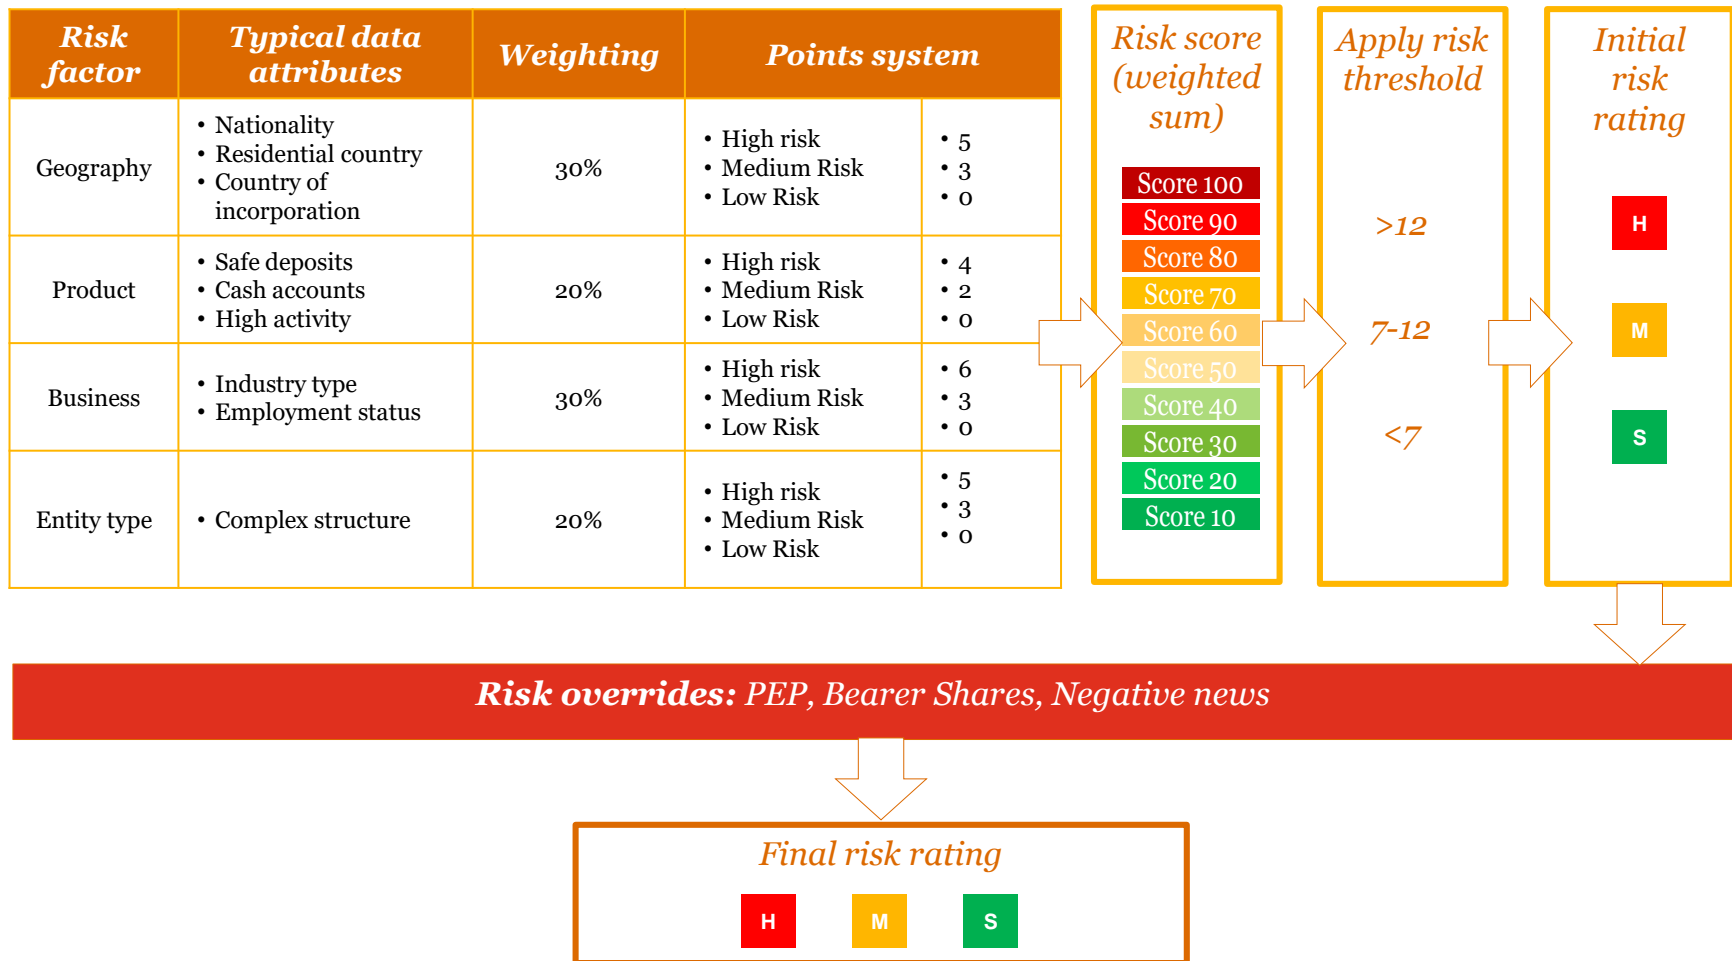 Risk factor
Typical data attributes
Weighting
Points system
Geography
• Nationality
• Residential country
• Country of incorporation
30%
• High risk
• Medium Risk
• Low Risk
• 5
• 3
• 0
Product
• Safe deposits
• Cash accounts
• High activity
20%
• High risk
• Medium Risk
• Low Risk
• 4
• 2
• 0
Business
• Industry type
• Employment status
30%
• High risk
• Medium Risk
• Low Risk
• 6
• 3
• 0
Entity type
• Complex structure
20%
• High risk
• Medium Risk
• Low Risk
• 5
• 3
• 0
Risk score
(weighted
sum)
Score 100
Score 90
Score 80
Score 70
Score 60
Score 50
Score 40
Score 30
Score 20
Score 10
Apply risk
threshold
>12
7-12
<7
Initial
risk
rating
H
M
S
Risk overrides: PEP, Bearer Shares, Negative news
Final risk rating
H
M
S